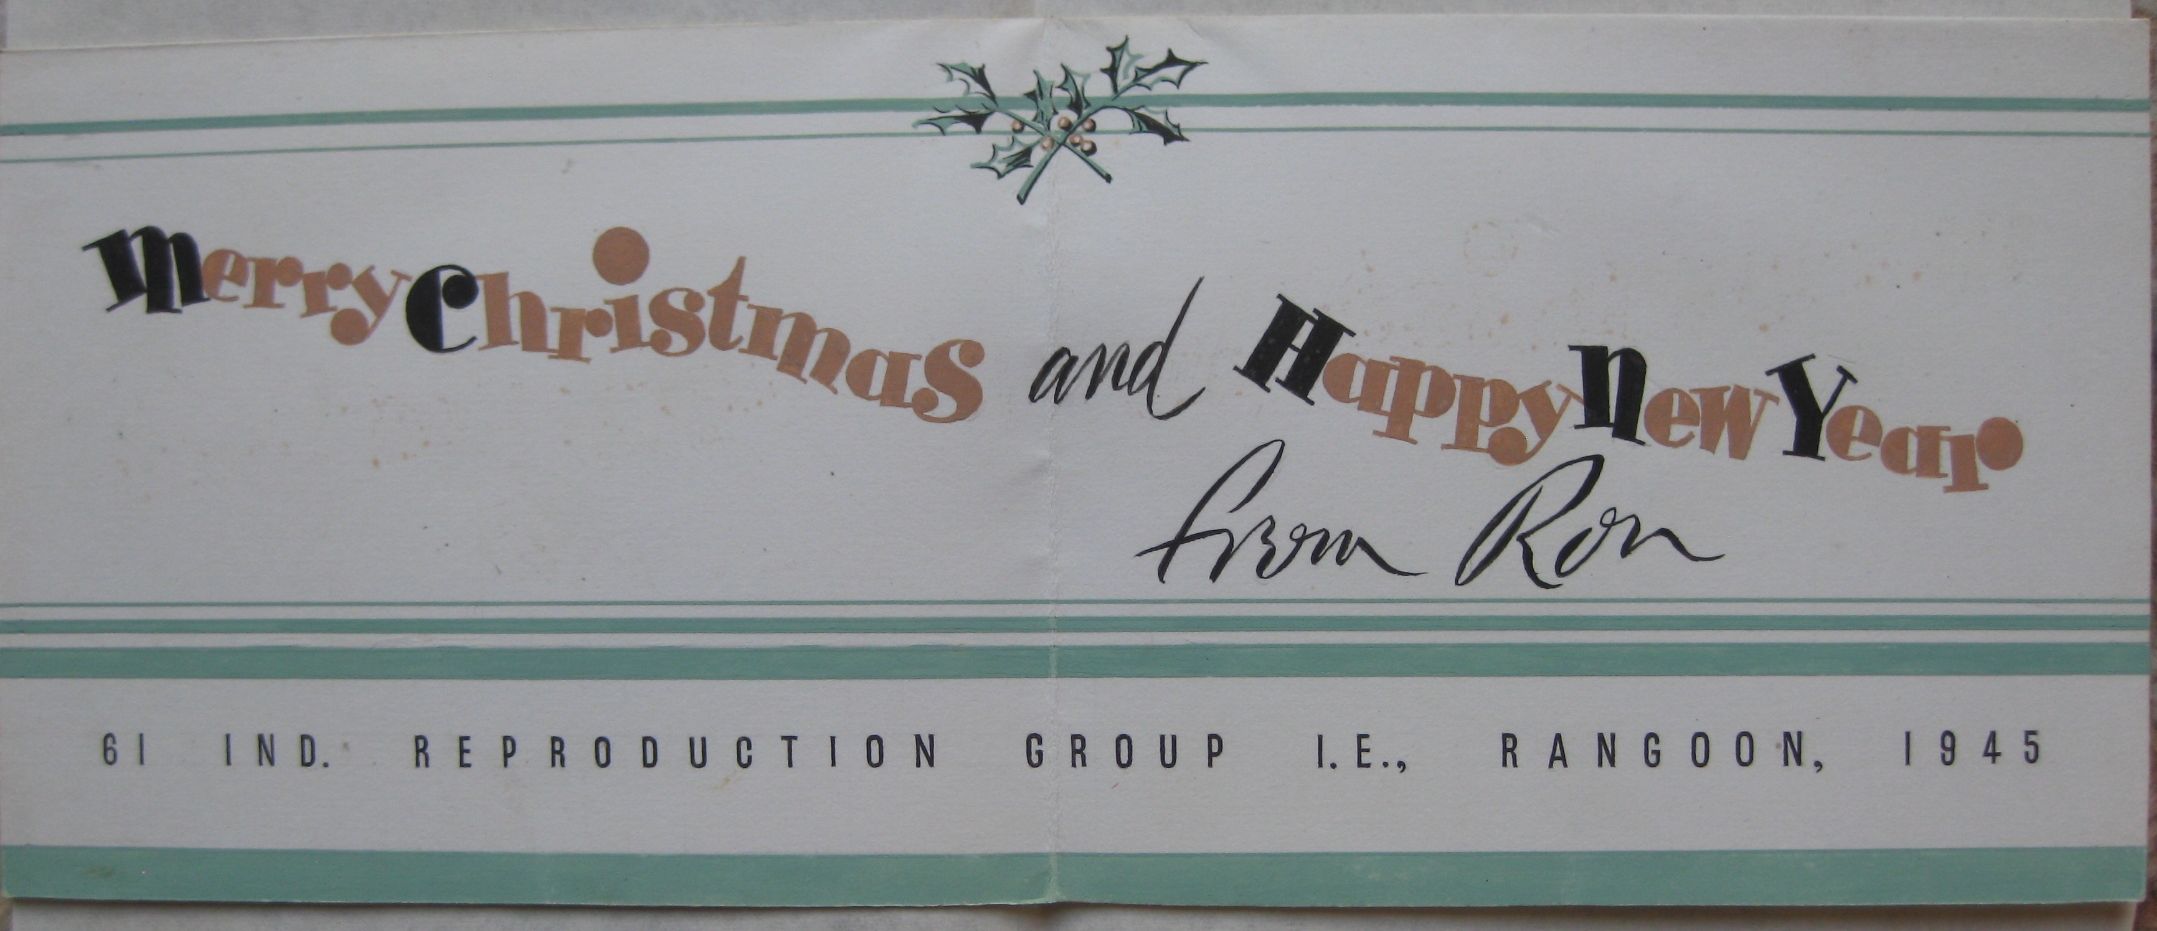 Merry Christmas and Happy New Year
from Ron
61 IND. REPRODUCTION GROUP I.E., RANGOON, 1945